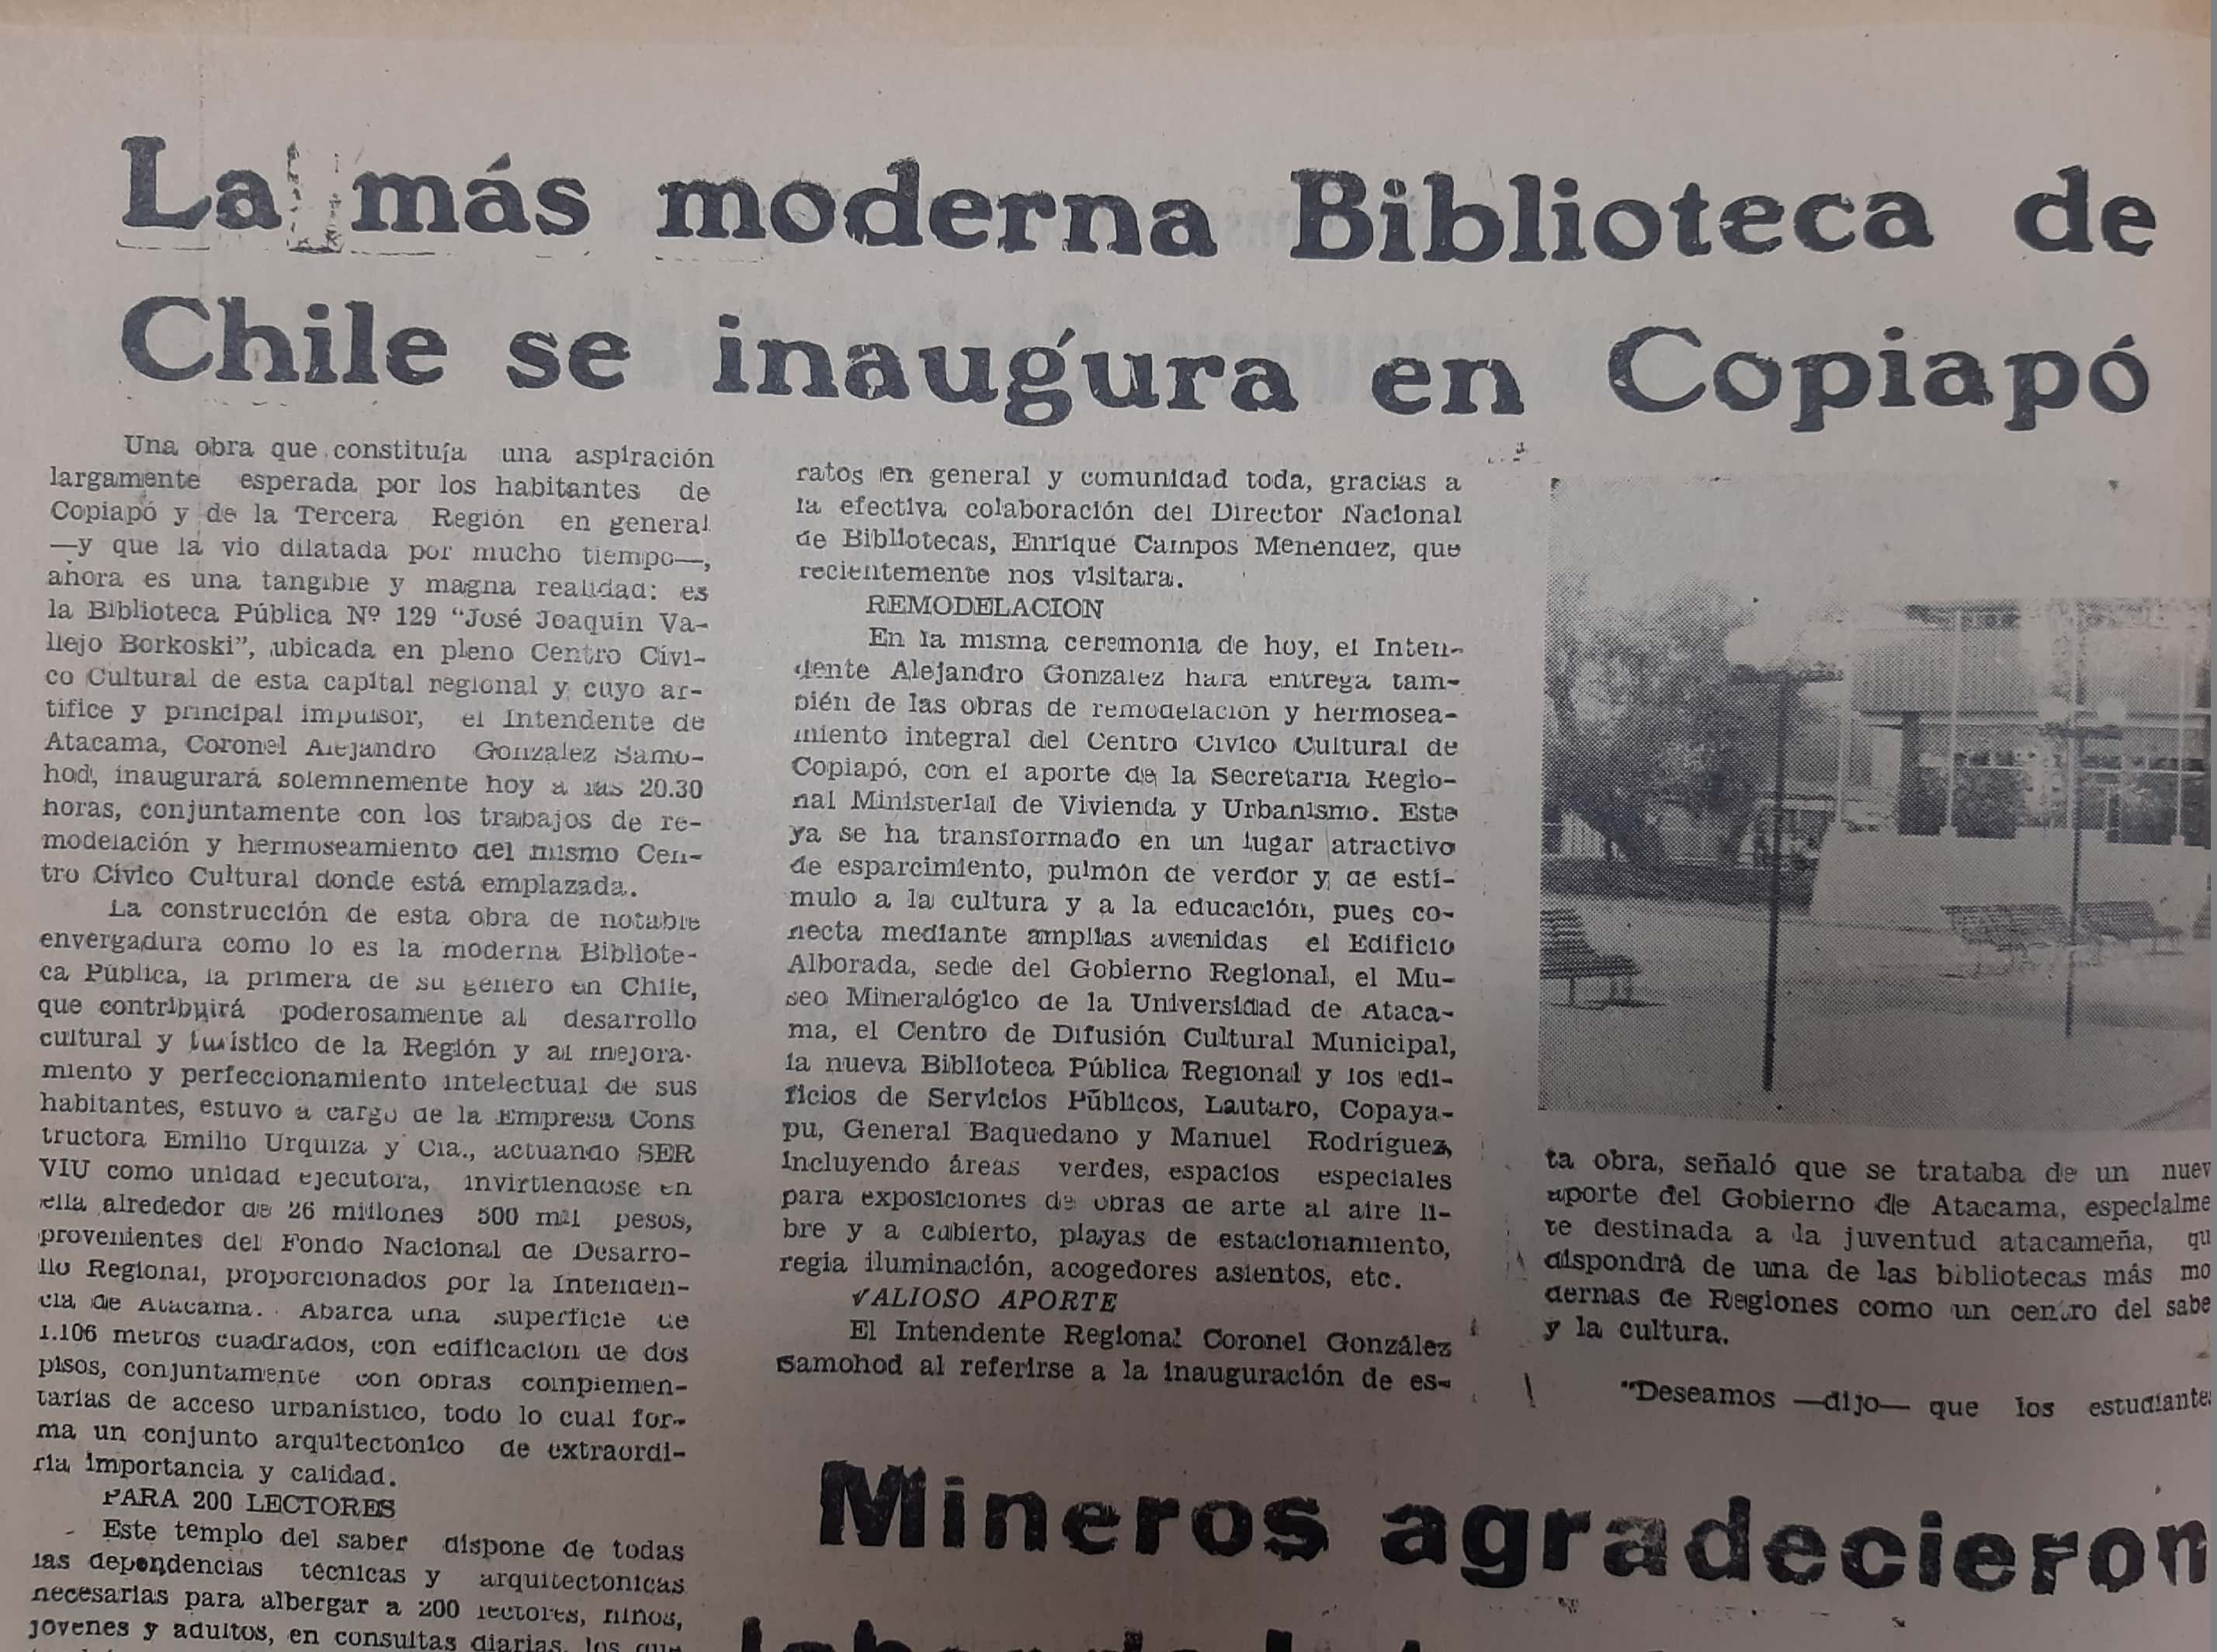 La más moderna Biblioteca de
Chile se inaugura en Copiapó
Una obra que constituía una aspiración
largamente esperada por los habitantes de
Copiapó y de la Tercera Región en general
—y que la vio dilatada por mucho tiempo—,
ahora es una tangible y magna realidad: es
la Biblioteca Pública Nº 129 "José Joaquín Va-
llejo Borkoski", ubicada en pleno Centro Cívi-
co Cultural de esta capital regional y cuyo ar-
tífice y principal impulsor, el Intendente de
Atacama, Coronel Alejandro González Samo-
hod, inaugurará solemnemente hoy a las 20.30
horas, conjuntamente con los trabajos de re-
modelación y hermoseamiento del mismo Cen-
tro Cívico Cultural donde está emplazada.
La construcción de esta obra de notable
envergadura como lo es la moderna Bibliote-
ca Pública, la primera de su género en Chile,
que contribuirá poderosamente al desarrollo
cultural y turístico de la Región y al mejora-
miento y perfeccionamiento intelectual de sus
habitantes, estuvo a cargo de la Empresa Cons
tructora Emilio Urquiza y Cía., actuando SER
VIU como unidad ejecutora, invirtiéndose en
ella alrededor de 26 millones 500 mil pesos,
provenientes del Fondo Nacional de Desarro-
llo Regional, proporcionados por la Intenden-
cia de Atacama. Abarca una superficie de
1.106 metros cuadrados, con edificación de dos
pisos, conjuntamente con obras complemen-
tarias de acceso urbanístico, todo lo cual for-
ma un conjunto arquitectónico de extraordi-
ria importancia y calidad.
PARA 200 LECTORES
Este templo del saber dispone de todas
las dependencias técnicas y arquitectónicas
necesarias para albergar a 200 lectores, niños,
jóvenes y adultos, en consultas diarias, los que
ratos en general y comunidad toda, gracias a
la efectiva colaboración del Director Nacional
de Bibliotecas, Enrique Campos Menéndez, que
recientemente nos visitara.
REMODELACION
En la misma ceremonia de hoy, el Inten-
dente Alejandro González hará entrega tam-
bién de las obras de remodelación y hermosea-
miento integral del Centro Cívico Cultural de
Copiapó, con el aporte de la Secretaría Regio-
nal Ministerial de Vivienda y Urbanismo. Este
ya se ha transformado en un lugar atractivo
de esparcimiento, pulmón de verdor y de estí-
mulo a la cultura y a la educación, pues co-
necta mediante amplias avenidas el Edificio
Alborada, sede del Gobierno Regional, el Mu-
seo Mineralógico de la Universidad de Ataca-
ma, el Centro de Difusión Cultural Municipal,
la nueva Biblioteca Pública Regional y los edi-
ficios de Servicios Públicos, Lautaro, Copaya-
pu, General Baquedano y Manuel Rodríguez,
incluyendo áreas verdes, espacios especiales
para exposiciones de obras de arte al aire li-
bre y a cubierto, playas de estacionamiento,
regia iluminación, acogedores asientos, etc.
VALIOSO APORTE
El Intendente Regional Coronel González
Samohod al referirse a la inauguración de es-
ta obra, señaló que se trataba de un nuev
aporte del Gobierno de Atacama, especialme
te destinada a la juventud atacameña, qu
dispondrá de una de las bibliotecas más mo
dernas de Regiones como un centro del sabe
y la cultura.
"Deseamos —dijo— que los estudiantes
Mineros agradecieron